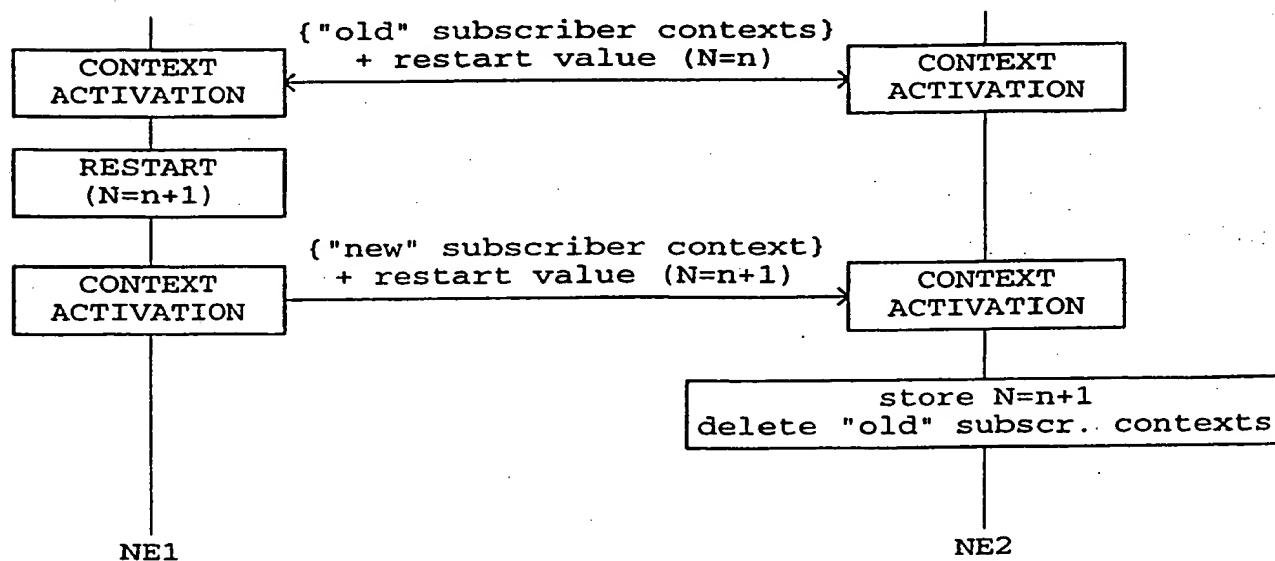 {"old" subscriber contexts}
+ restart value (N=n)
CONTEXT
ACTIVATION
CONTEXT
ACTIVATION
RESTART
(N=n+1)
{"new" subscriber context}
+ restart value (N=n+1)
CONTEXT
ACTIVATION
CONTEXT
ACTIVATION
store N=n+1
delete "old" subscr. contexts
NE1
NE2